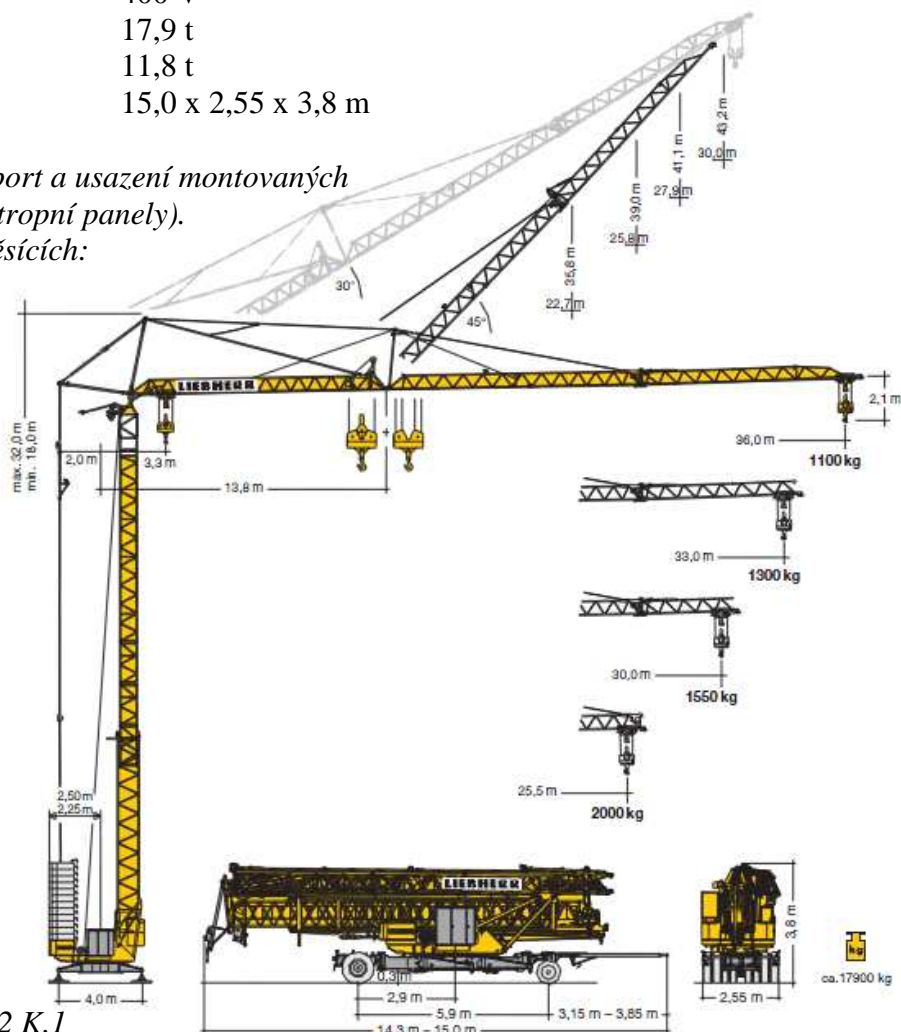 400 V
17,9 t
11,8 t
15,0 x 2,55 x 3,8 m
port a usazení montovaných
tropní panely).
ěsících:
30°
45°
35,8 m
22,7 m
39,0 m
25,8 m
41,1 m
27,9 m
43,2 m
30,0 m
max. 32,0 m
min. 18,0 m
LIEBHERR
2,0 m
3,3 m
13,8 m
2,1 m
36,0 m
1100 kg
33,0 m
1300 kg
30,0 m
1550 kg
25,5 m
2000 kg
2,50 m
2,25 m
4,0 m
LIEBHERR
0,3 m
2,9 m
5,9 m
3,15 m – 3,85 m
14,3 m – 15,0 m
3,8 m
2,55 m
kg
ca.17900 kg
2 K.1